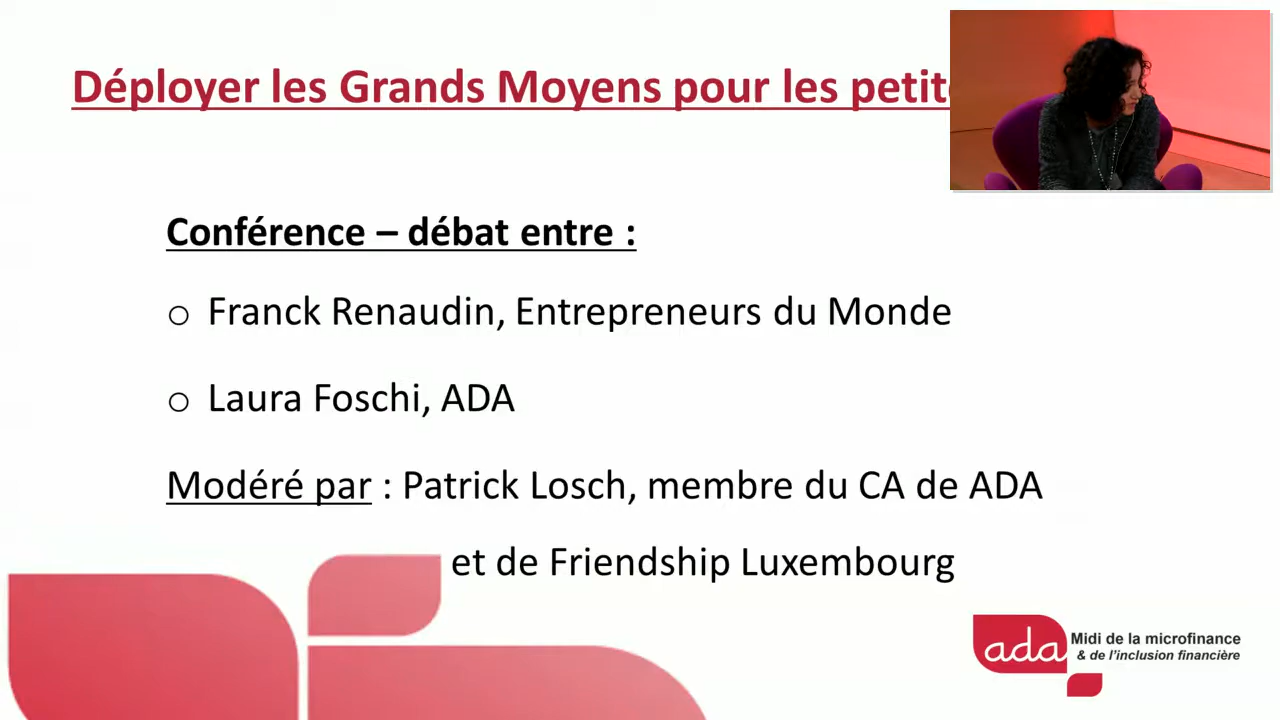 Déployer les Grands Moyens pour les
Conférence – débat entre :
o Franck Renaudin, Entrepreneurs du Monde
o Laura Foschi, ADA
Modéré par : Patrick Losch, membre du CA de ADA
et de Friendship Luxembourg
ada Midi de la microfinance
& de l'inclusion financière